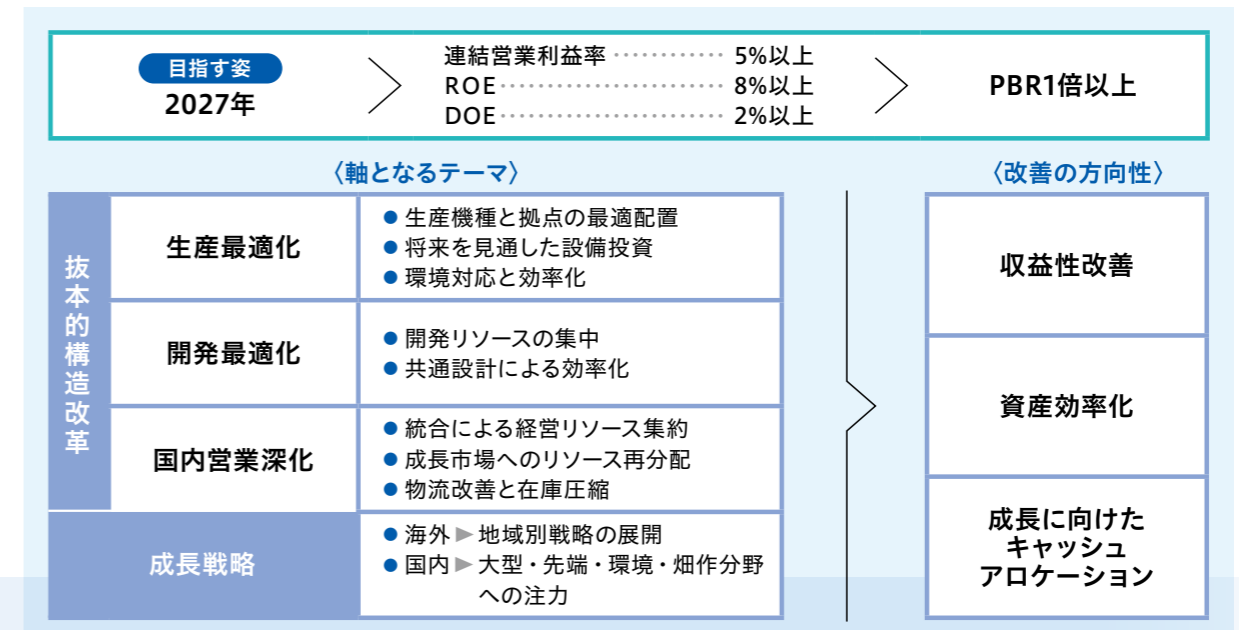 目指す姿
2027年
連結営業利益率………… 5%以上
ROE…………………… 8%以上
DOE…………………… 2%以上
PBR1倍以上
〈軸となるテーマ〉
〈改善の方向性〉
抜本的構造改革
生産最適化
● 生産機種と拠点の最適配置
● 将来を見通した設備投資
● 環境対応と効率化
開発最適化
● 開発リソースの集中
● 共通設計による効率化
国内営業深化
● 統合による経営リソース集約
● 成長市場へのリソース再分配
● 物流改善と在庫圧縮
成長戦略
● 海外▶地域別戦略の展開
● 国内▶大型・先端・環境・畑作分野
への注力
収益性改善
資産効率化
成長に向けた
キャッシュ
アロケーション